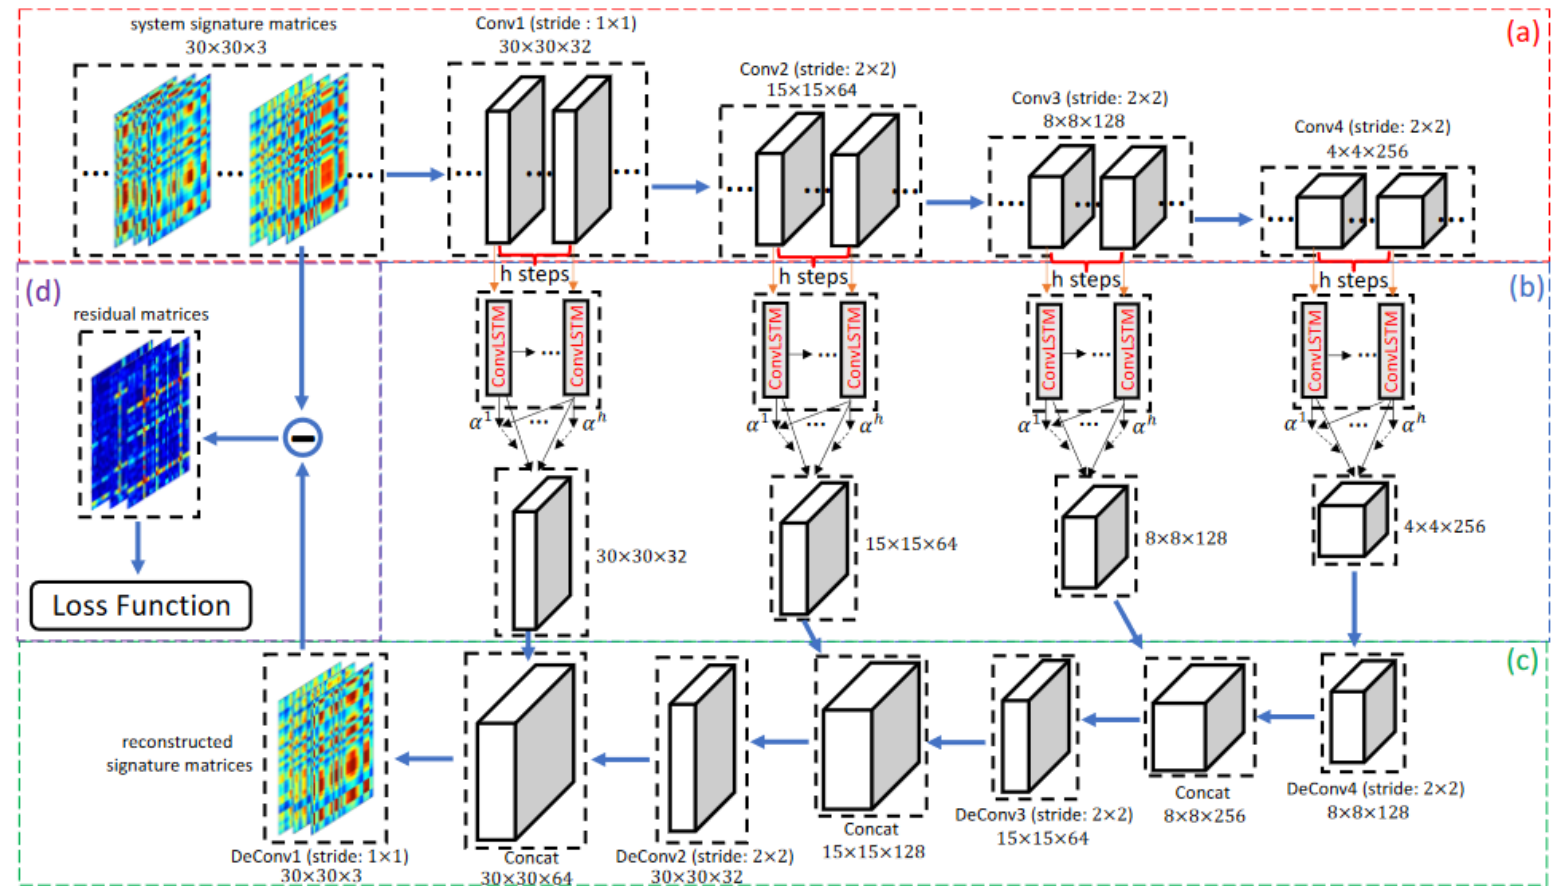 system signature matrices
30×30×3
Conv1 (stride : 1×1)
30×30×32
Conv2 (stride: 2×2)
15×15×64
Conv3 (stride: 2×2)
8×8×128
Conv4 (stride: 2×2)
4×4×256
(a)
h steps
h steps
h steps
h steps
(b)
(d)
residual matrices
ConvLSTM
...
ConvLSTM
ConvLSTM
...
ConvLSTM
ConvLSTM
...
ConvLSTM
ConvLSTM
...
ConvLSTM
α¹ ... αʰ
α¹ ... αʰ
α¹ ... αʰ
α¹ ... αʰ
30×30×32
15×15×64
8×8×128
4×4×256
Loss Function
(c)
reconstructed
signature matrices
DeConv1 (stride: 1×1)
30×30×3
Concat
30×30×64
DeConv2 (stride: 2×2)
30×30×32
Concat
15×15×128
DeConv3 (stride: 2×2)
15×15×64
Concat
8×8×256
DeConv4 (stride: 2×2)
8×8×128